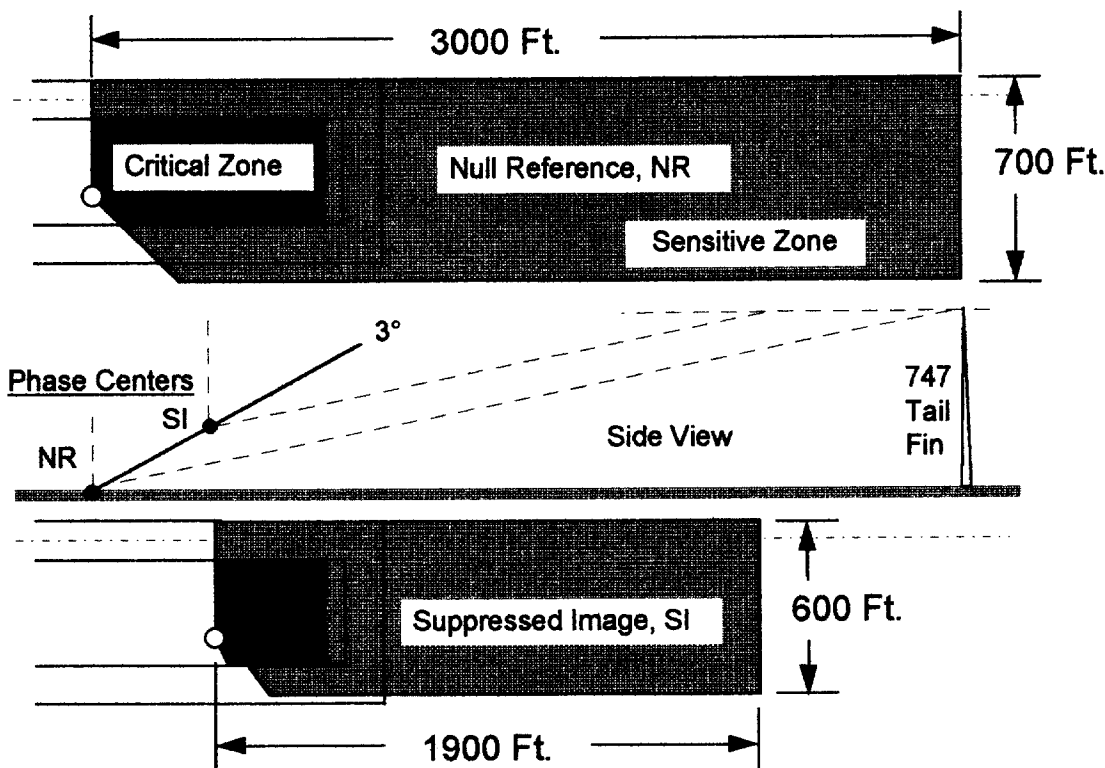 3000 Ft.
Critical Zone
Null Reference, NR
700 Ft.
Sensitive Zone
3°
Phase Centers
SI
NR
747
Tail
Fin
Side View
Suppressed Image, SI
600 Ft.
1900 Ft.